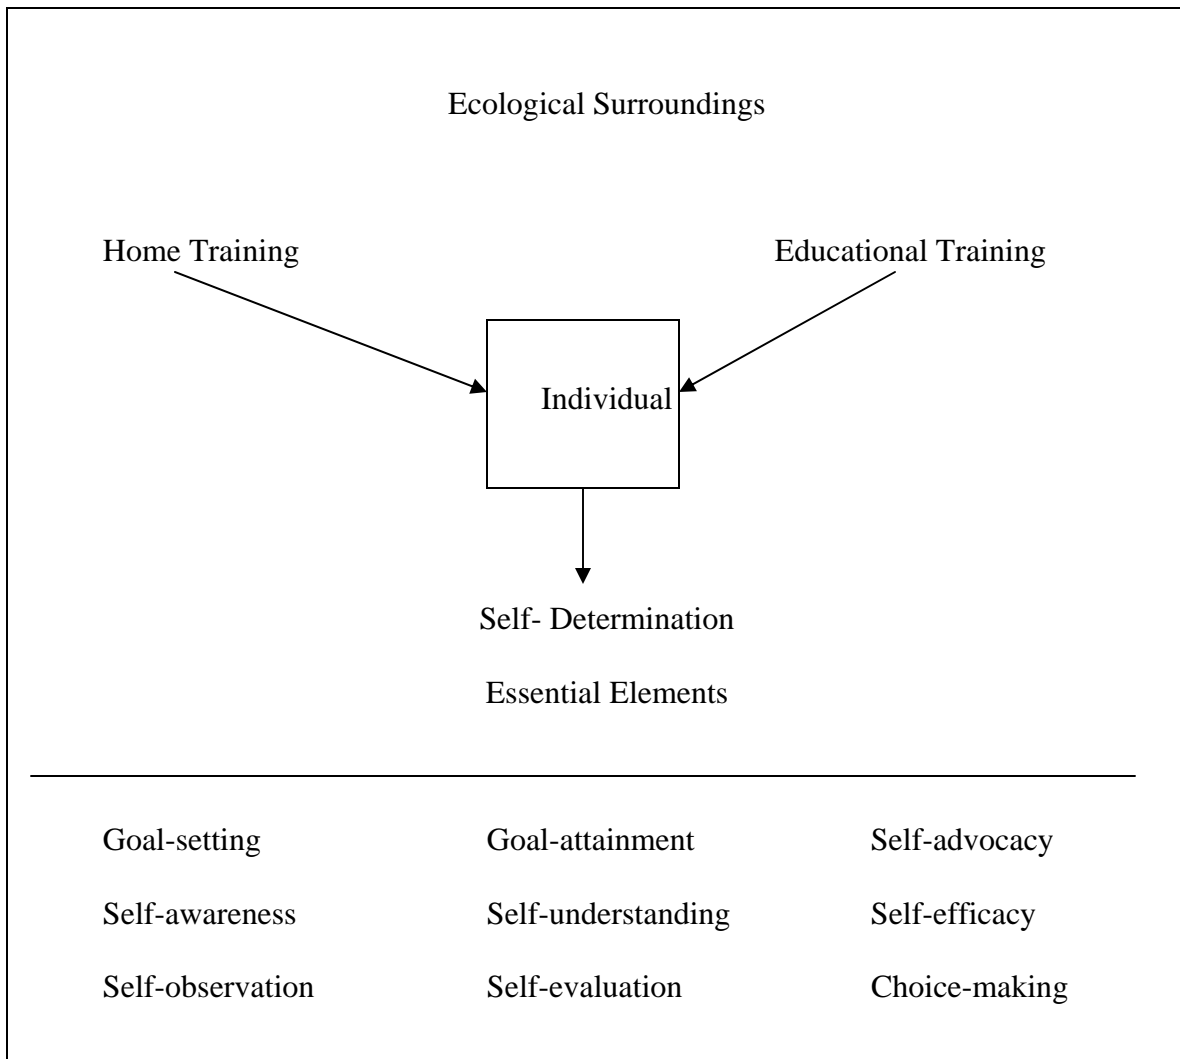 Ecological Surroundings
Home Training Educational Training
Individual
Self- Determination
Essential Elements
Goal-setting Goal-attainment Self-advocacy
Self-awareness Self-understanding Self-efficacy
Self-observation Self-evaluation Choice-making